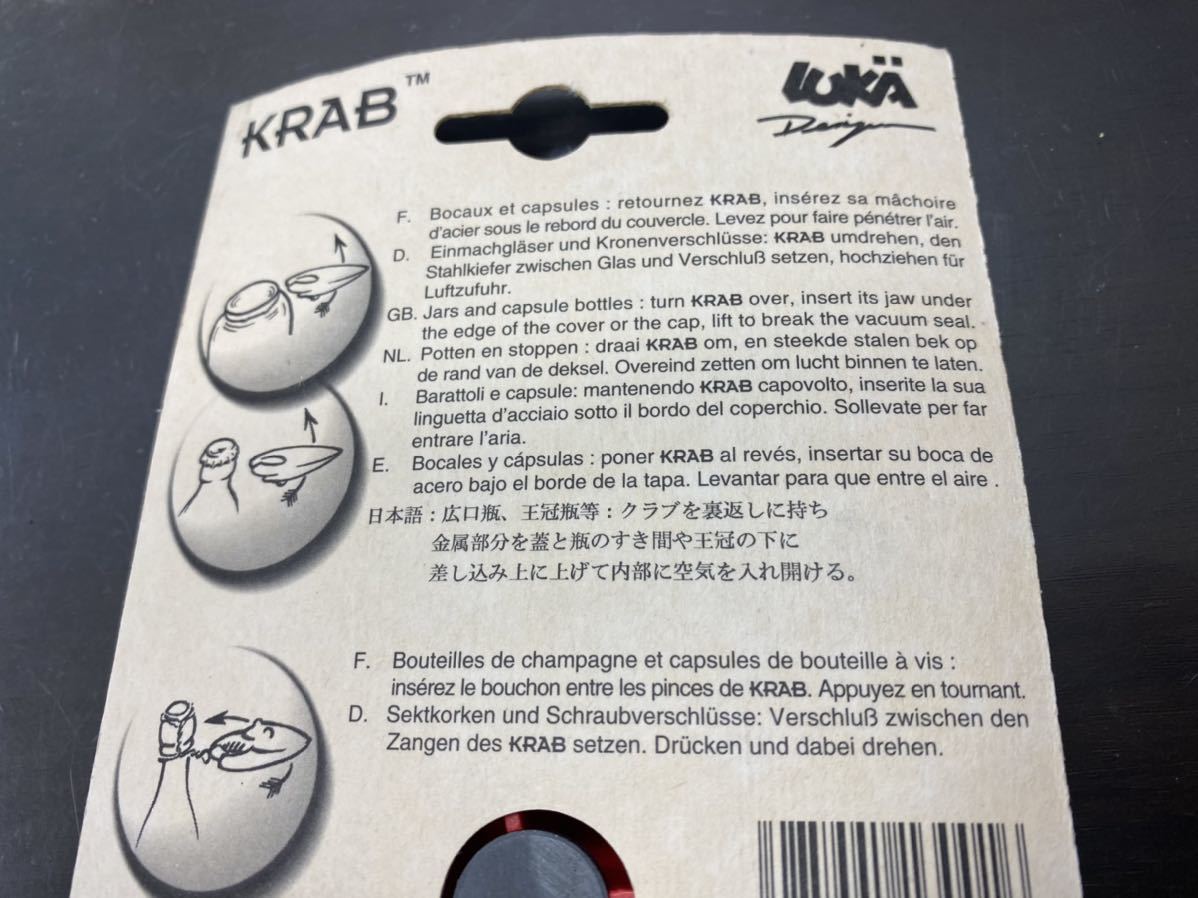 KRAB™
LUKÄ
Design
F. Bocaux et capsules : retournez KRAB, insérez sa mâchoire
d'acier sous le rebord du couvercle. Levez pour faire pénétrer l'air.
D. Einmachgläser und Kronenverschlüsse: KRAB umdrehen, den
Stahlkiefer zwischen Glas und Verschluß setzen, hochziehen für
Luftzufuhr.
GB. Jars and capsule bottles : turn KRAB over, insert its jaw under
the edge of the cover or the cap, lift to break the vacuum seal.
NL. Potten en stoppen : draai KRAB om, en steekde stalen bek op
de rand van de deksel. Overeind zetten om lucht binnen te laten.
I. Barattoli e capsule: mantenendo KRAB capovolto, inserite la sua
linguetta d'acciaio sotto il bordo del coperchio. Sollevate per far
entrare l'aria.
E. Bocales y cápsulas : poner KRAB al revés, insertar su boca de
acero bajo el borde de la tapa. Levantar para que entre el aire .
日本語：広口瓶、王冠瓶等：クラブを裏返しに持ち
金属部分を蓋と瓶のすき間や王冠の下に
差し込み上に上げて内部に空気を入れ開ける。
F. Bouteilles de champagne et capsules de bouteille à vis :
insérez le bouchon entre les pinces de KRAB. Appuyez en tournant.
D. Sektkorken und Schraubverschlüsse: Verschluß zwischen den
Zangen des KRAB setzen. Drücken und dabei drehen.